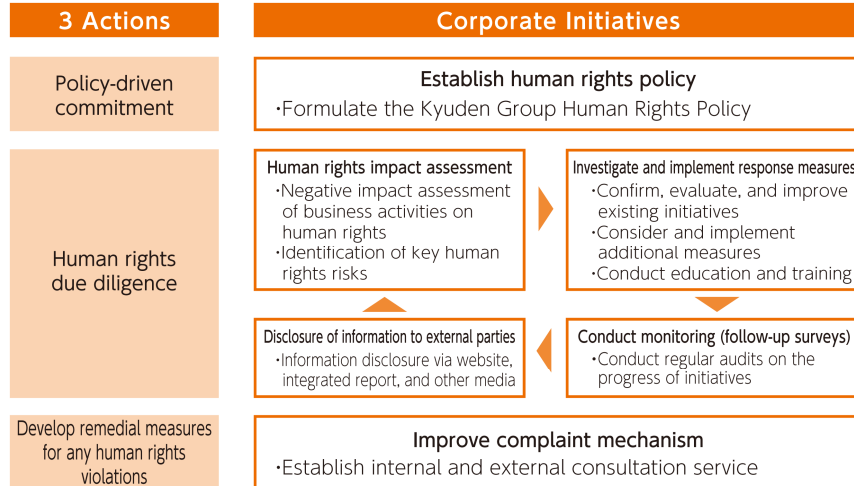 3 Actions
Corporate Initiatives
Policy-driven
commitment
Establish human rights policy
・Formulate the Kyuden Group Human Rights Policy
Human rights
due diligence
Human rights impact assessment
・Negative impact assessment
of business activities on
human rights
・Identification of key human
rights risks
Investigate and implement response measures
・Confirm, evaluate, and improve
existing initiatives
・Consider and implement
additional measures
・Conduct education and training
Disclosure of information to external parties
・Information disclosure via website,
integrated report, and other media
Conduct monitoring (follow-up surveys)
・Conduct regular audits on the
progress of initiatives
Develop remedial measures
for any human rights
violations
Improve complaint mechanism
・Establish internal and external consultation service